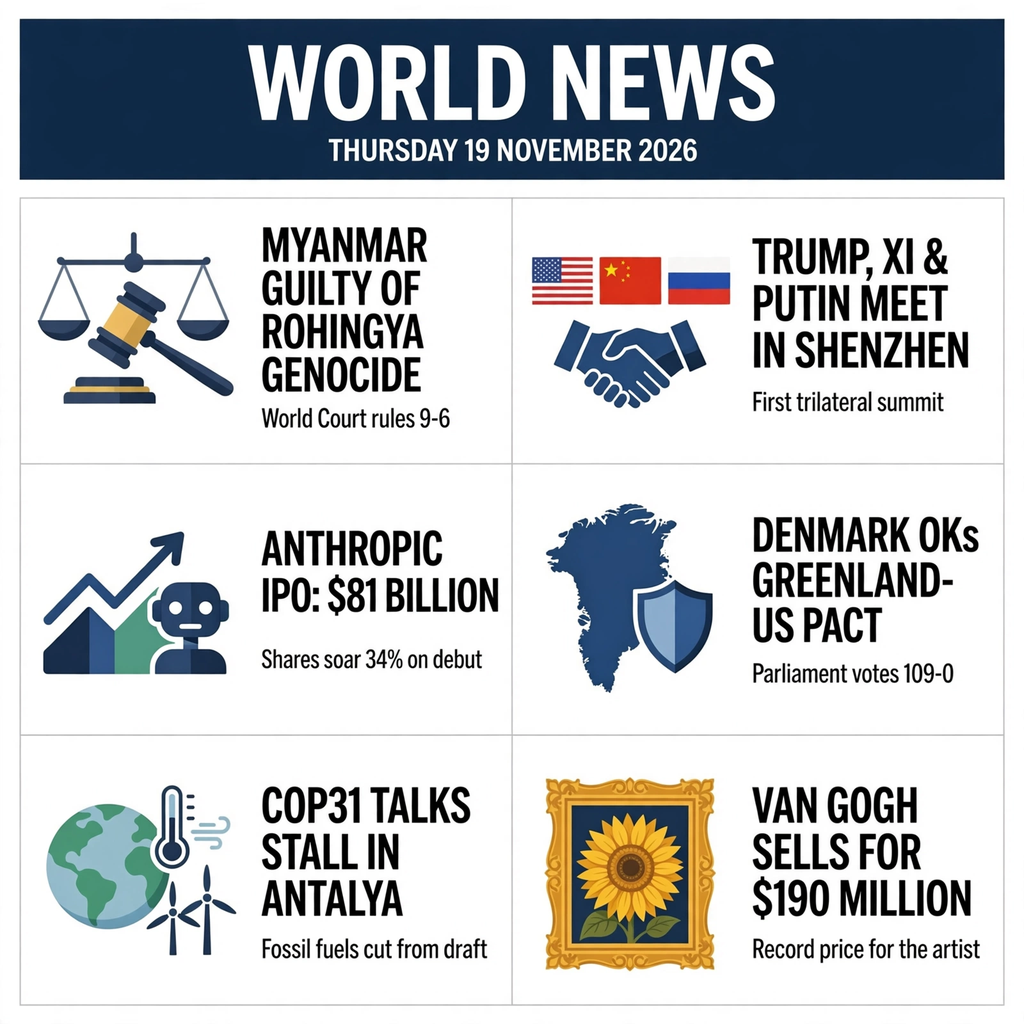 WORLD NEWS
THURSDAY 19 NOVEMBER 2026
MYANMAR
GUILTY OF
ROHINGYA
GENOCIDE
World Court rules 9-6
TRUMP, XI &
PUTIN MEET
IN SHENZHEN
First trilateral summit
ANTHROPIC
IPO: $81 BILLION
Shares soar 34% on debut
DENMARK OKs
GREENLAND-
US PACT
Parliament votes 109-0
COP31 TALKS
STALL IN
ANTALYA
Fossil fuels cut from draft
VAN GOGH
SELLS FOR
$190 MILLION
Record price for the artist